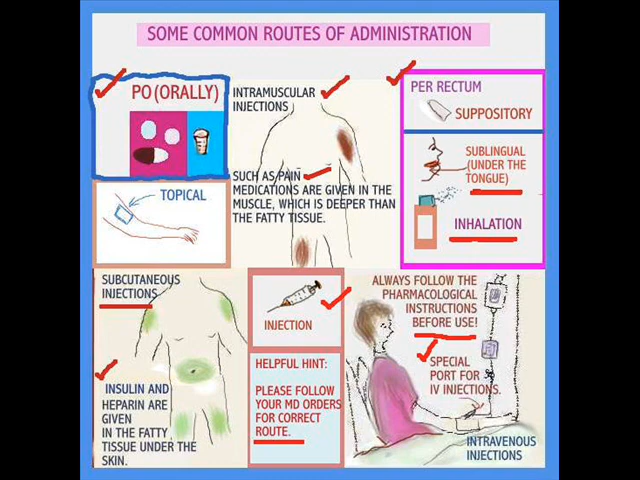 SOME COMMON ROUTES OF ADMINISTRATION
PO (ORALLY)
INTRAMUSCULAR
INJECTIONS
SUCH AS PAIN
MEDICATIONS ARE GIVEN IN THE
MUSCLE, WHICH IS DEEPER THAN
THE FATTY TISSUE.
PER RECTUM
SUPPOSITORY
SUBLINGUAL
(UNDER THE
TONGUE)
INHALATION
TOPICAL
SUBCUTANEOUS
INJECTIONS
INSULIN AND
HEPARIN ARE
GIVEN
IN THE FATTY
TISSUE UNDER THE
SKIN.
INJECTION
HELPFUL HINT:
PLEASE FOLLOW
YOUR MD ORDERS
FOR CORRECT
ROUTE.
ALWAYS FOLLOW THE
PHARMACOLOGICAL
INSTRUCTIONS
BEFORE USE!
SPECIAL
PORT FOR
IV INJECTIONS.
INTRAVENOUS
INJECTIONS